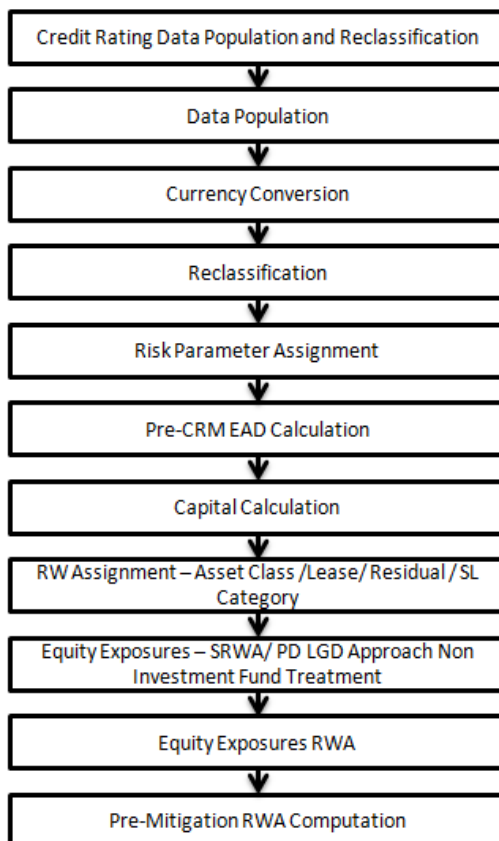 Credit Rating Data Population and Reclassification
Data Population
Currency Conversion
Reclassification
Risk Parameter Assignment
Pre-CRM EAD Calculation
Capital Calculation
RW Assignment – Asset Class /Lease/ Residual / SL
Category
Equity Exposures – SRWA/ PD LGD Approach Non
Investment Fund Treatment
Equity Exposures RWA
Pre-Mitigation RWA Computation